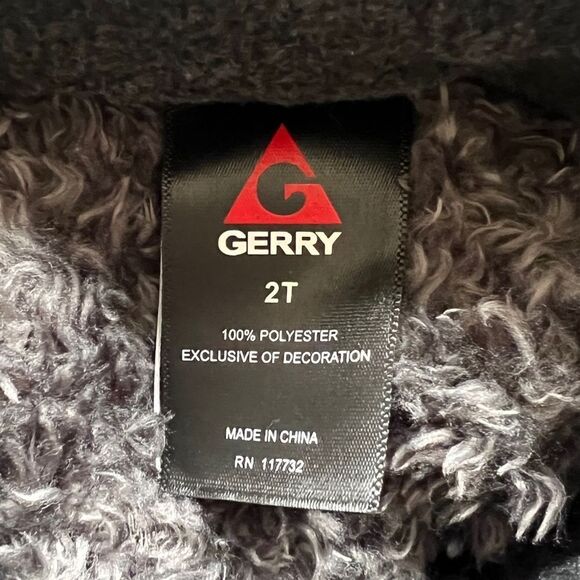 G
GERRY
2T
100% POLYESTER
EXCLUSIVE OF DECORATION
MADE IN CHINA
RN 117732